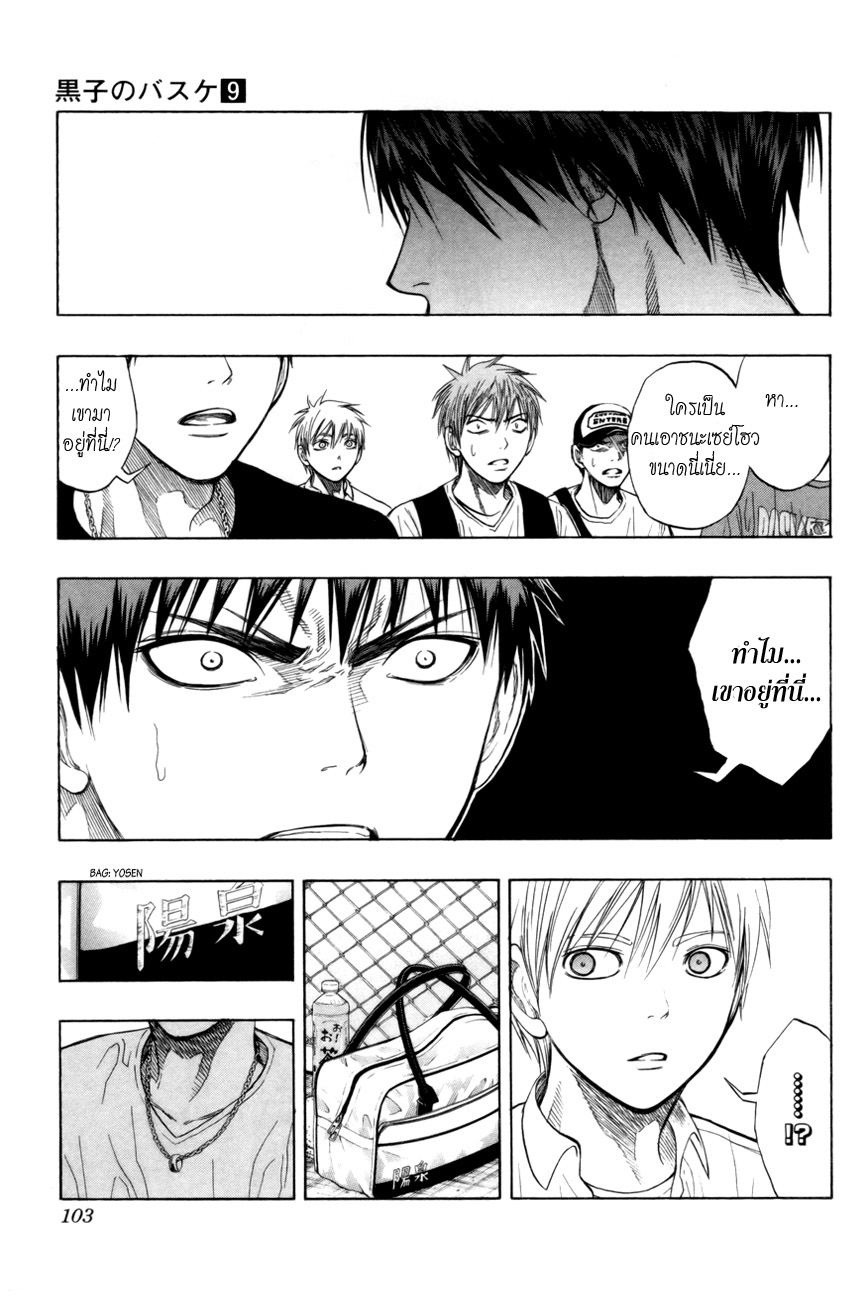 黒子のバスケ 9
หา...
ใครเป็น
คนเอาชนะเซย์โฮว
ขนาดนี่เนี่ย...
...ทำไม
เขามา
อยู่ที่นี่!?
ENTERS
ทำไม...
เขาอยู่ที่นี่...
......
!?
お!
お
陽泉
BAG: YOSEN
陽泉
103